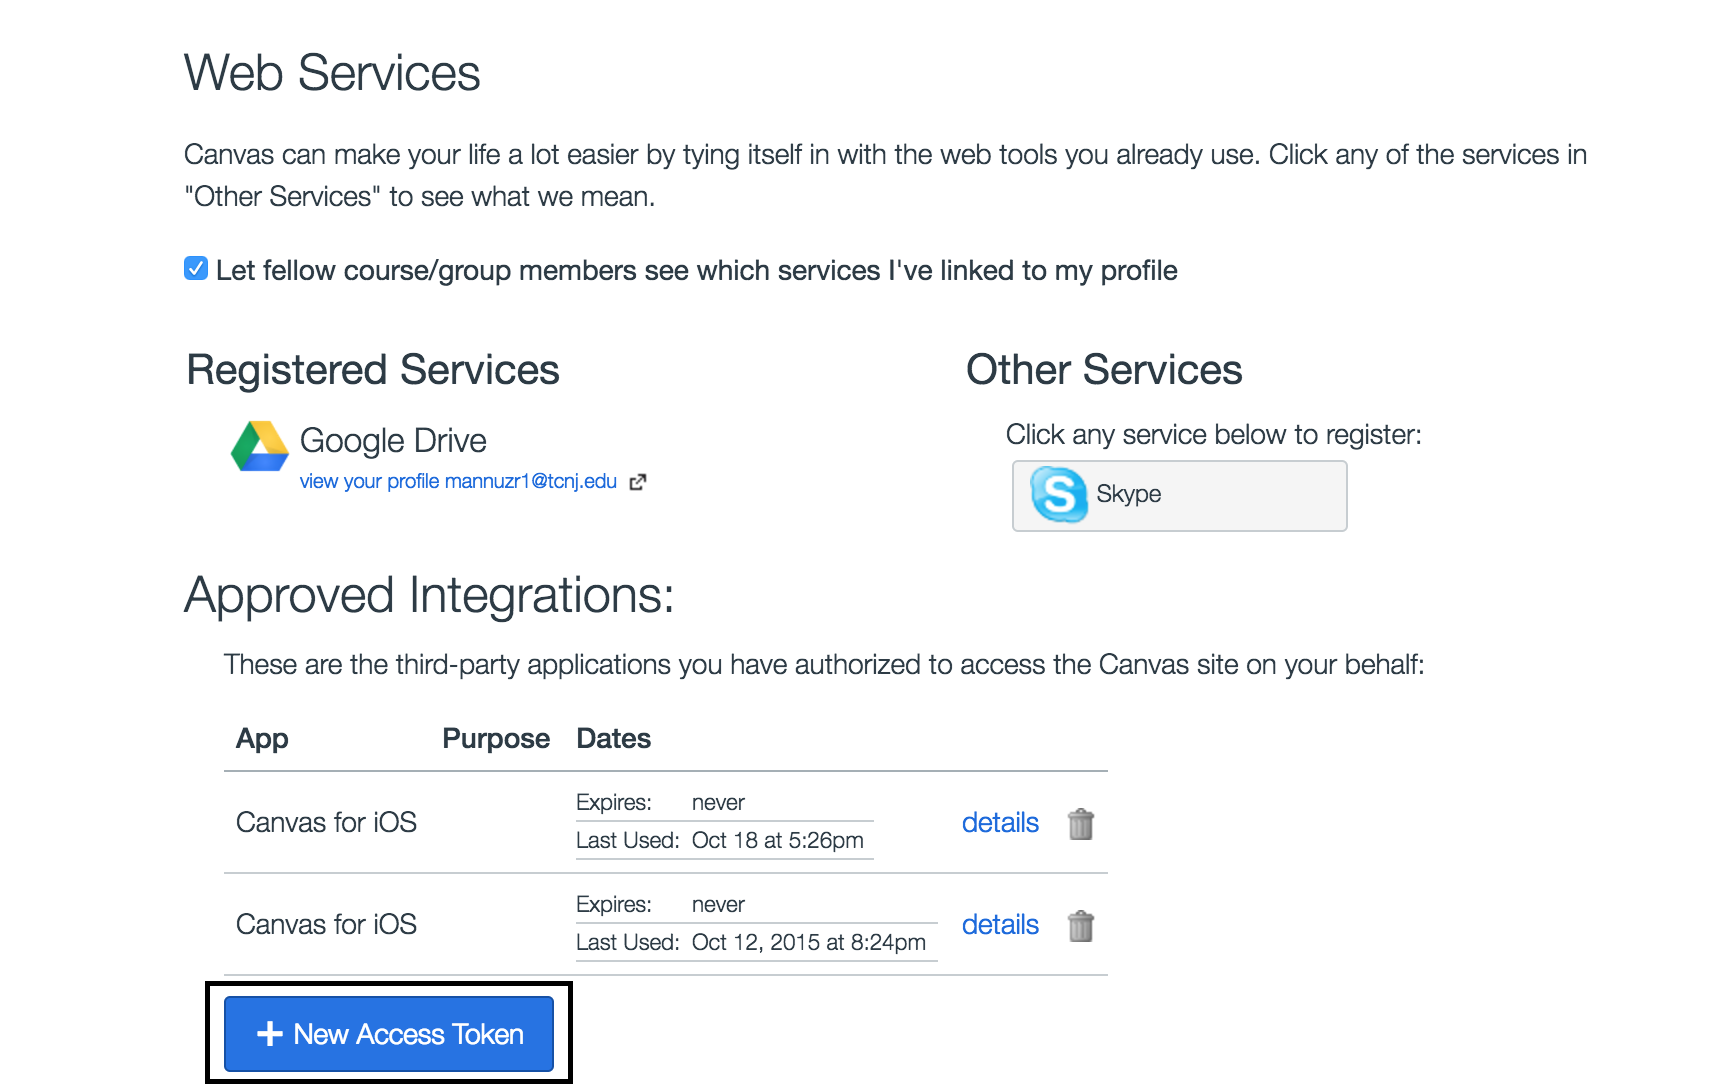 Web Services
Canvas can make your life a lot easier by tying itself in with the web tools you already use. Click any of the services in
"Other Services" to see what we mean.
Let fellow course/group members see which services I've linked to my profile
Registered Services
Google Drive
view your profile mannuzr1@tcnj.edu
Other Services
Click any service below to register:
S Skype
Approved Integrations:
These are the third-party applications you have authorized to access the Canvas site on your behalf:
App Purpose Dates
Canvas for iOS
Expires: never
Last Used: Oct 18 at 5:26pm
details
Canvas for iOS
Expires: never
Last Used: Oct 12, 2015 at 8:24pm
details
+ New Access Token